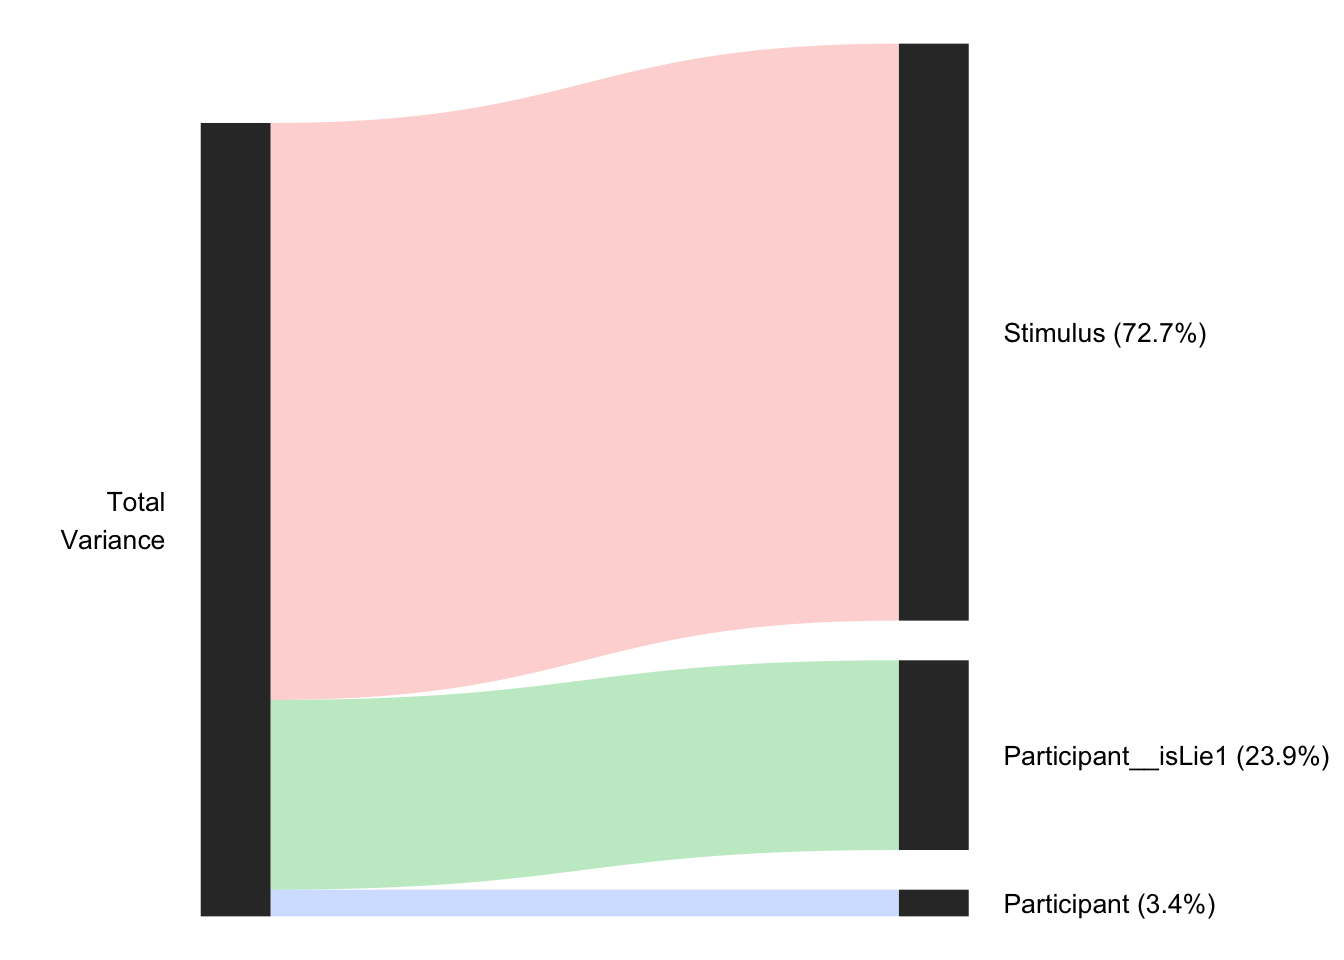 Total
Variance
Stimulus (72.7%)
Participant__isLie1 (23.9%)
Participant (3.4%)